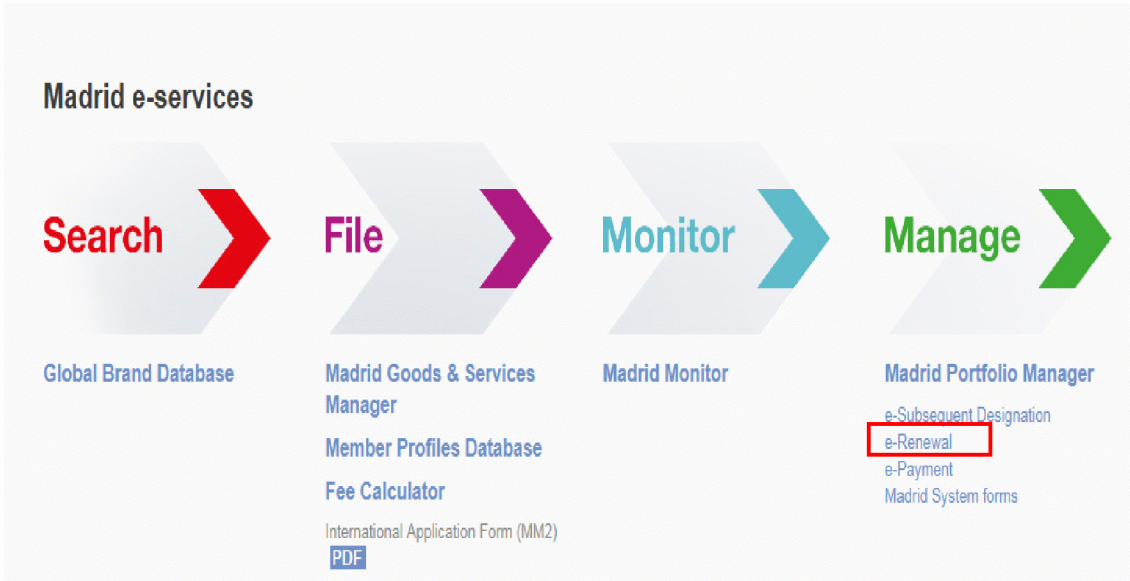 Madrid e-services
Search
File
Monitor
Manage
Global Brand Database
Madrid Goods & Services
Manager
Member Profiles Database
Fee Calculator
International Application Form (MM2)
PDF
Madrid Monitor
Madrid Portfolio Manager
e-Subsequent Designation
e-Renewal
e-Payment
Madrid System forms